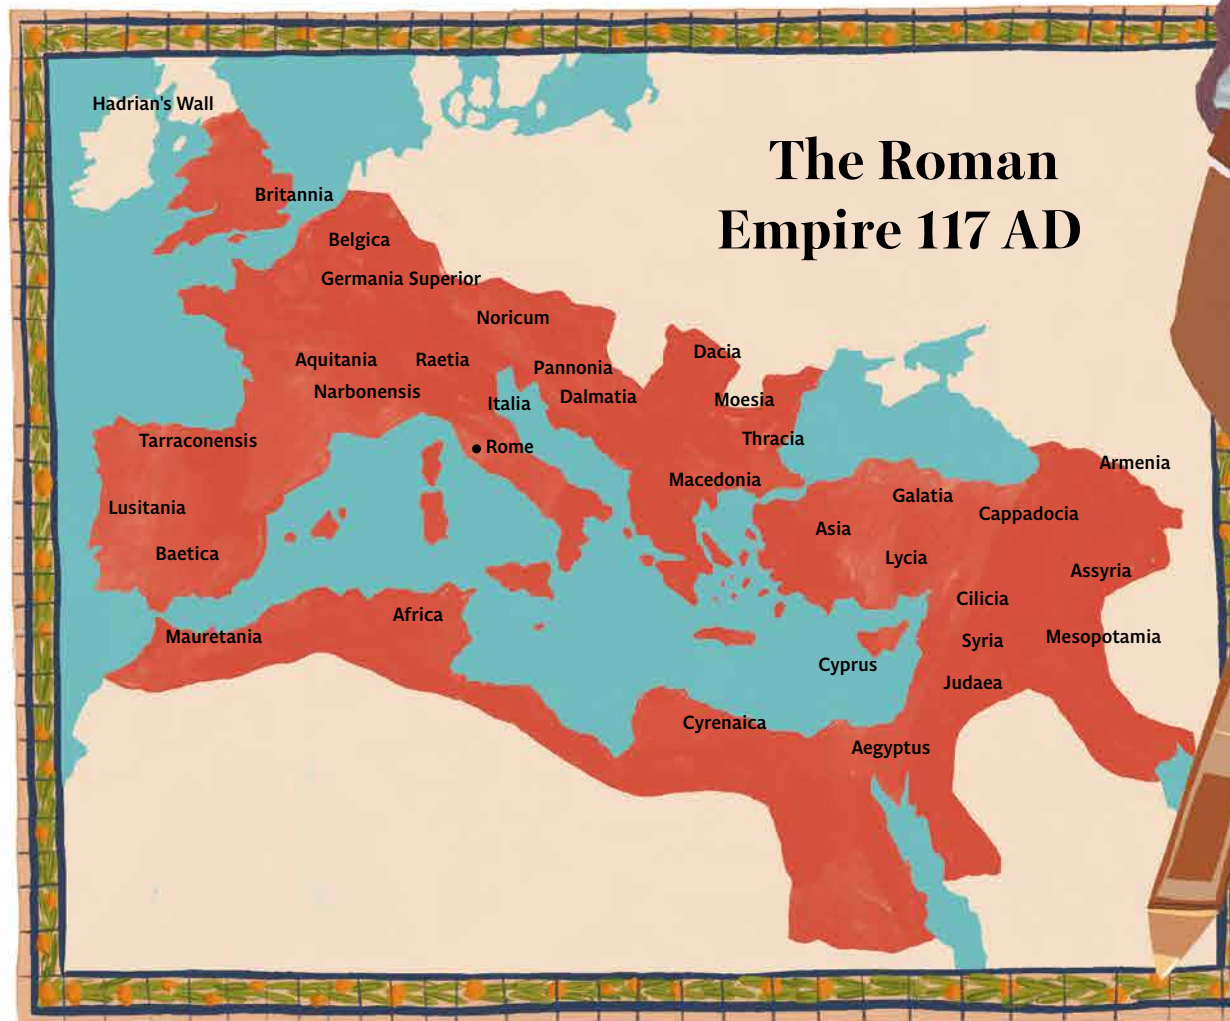 The Roman
Empire 117 AD
Hadrian's Wall
Britannia
Belgica
Germania Superior
Noricum
Aquitania
Raetia
Pannonia
Dacia
Narbonensis
Italia
Dalmatia
Moesia
Tarraconensis
Rome
Thracia
Armenia
Macedonia
Galatia
Lusitania
Cappadocia
Asia
Baetica
Lycia
Assyria
Cilicia
Africa
Mauretania
Syria
Mesopotamia
Cyprus
Judaea
Cyrenaica
Aegyptus